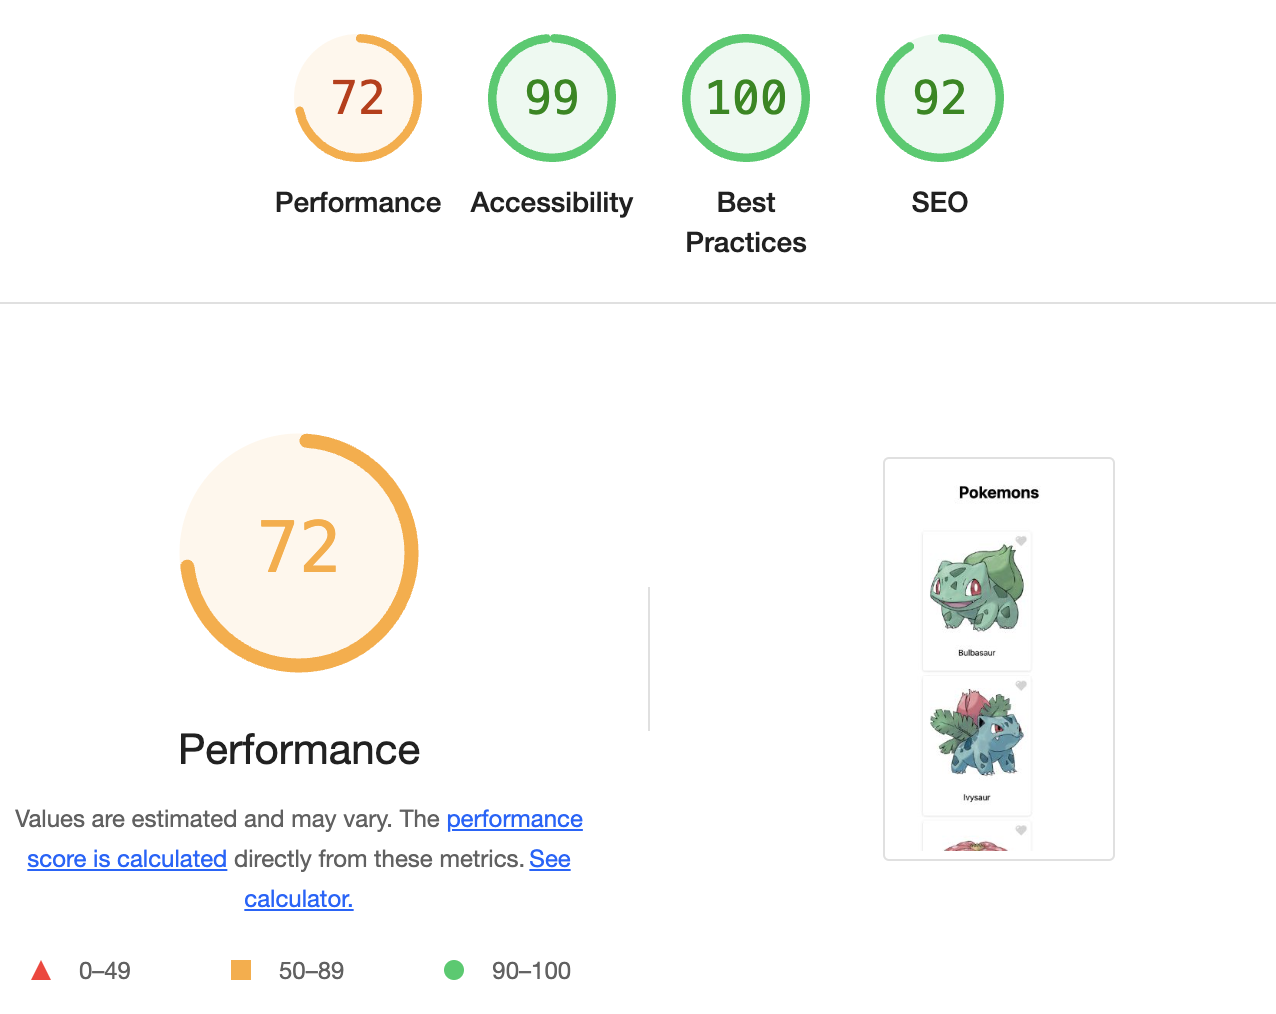 72
99
100
92
Performance
Accessibility
Best
Practices
SEO
72
Performance
Values are estimated and may vary. The performance
score is calculated directly from these metrics. See
calculator.
0–49
50–89
90–100
Pokemons
Bulbasaur
Ivysaur